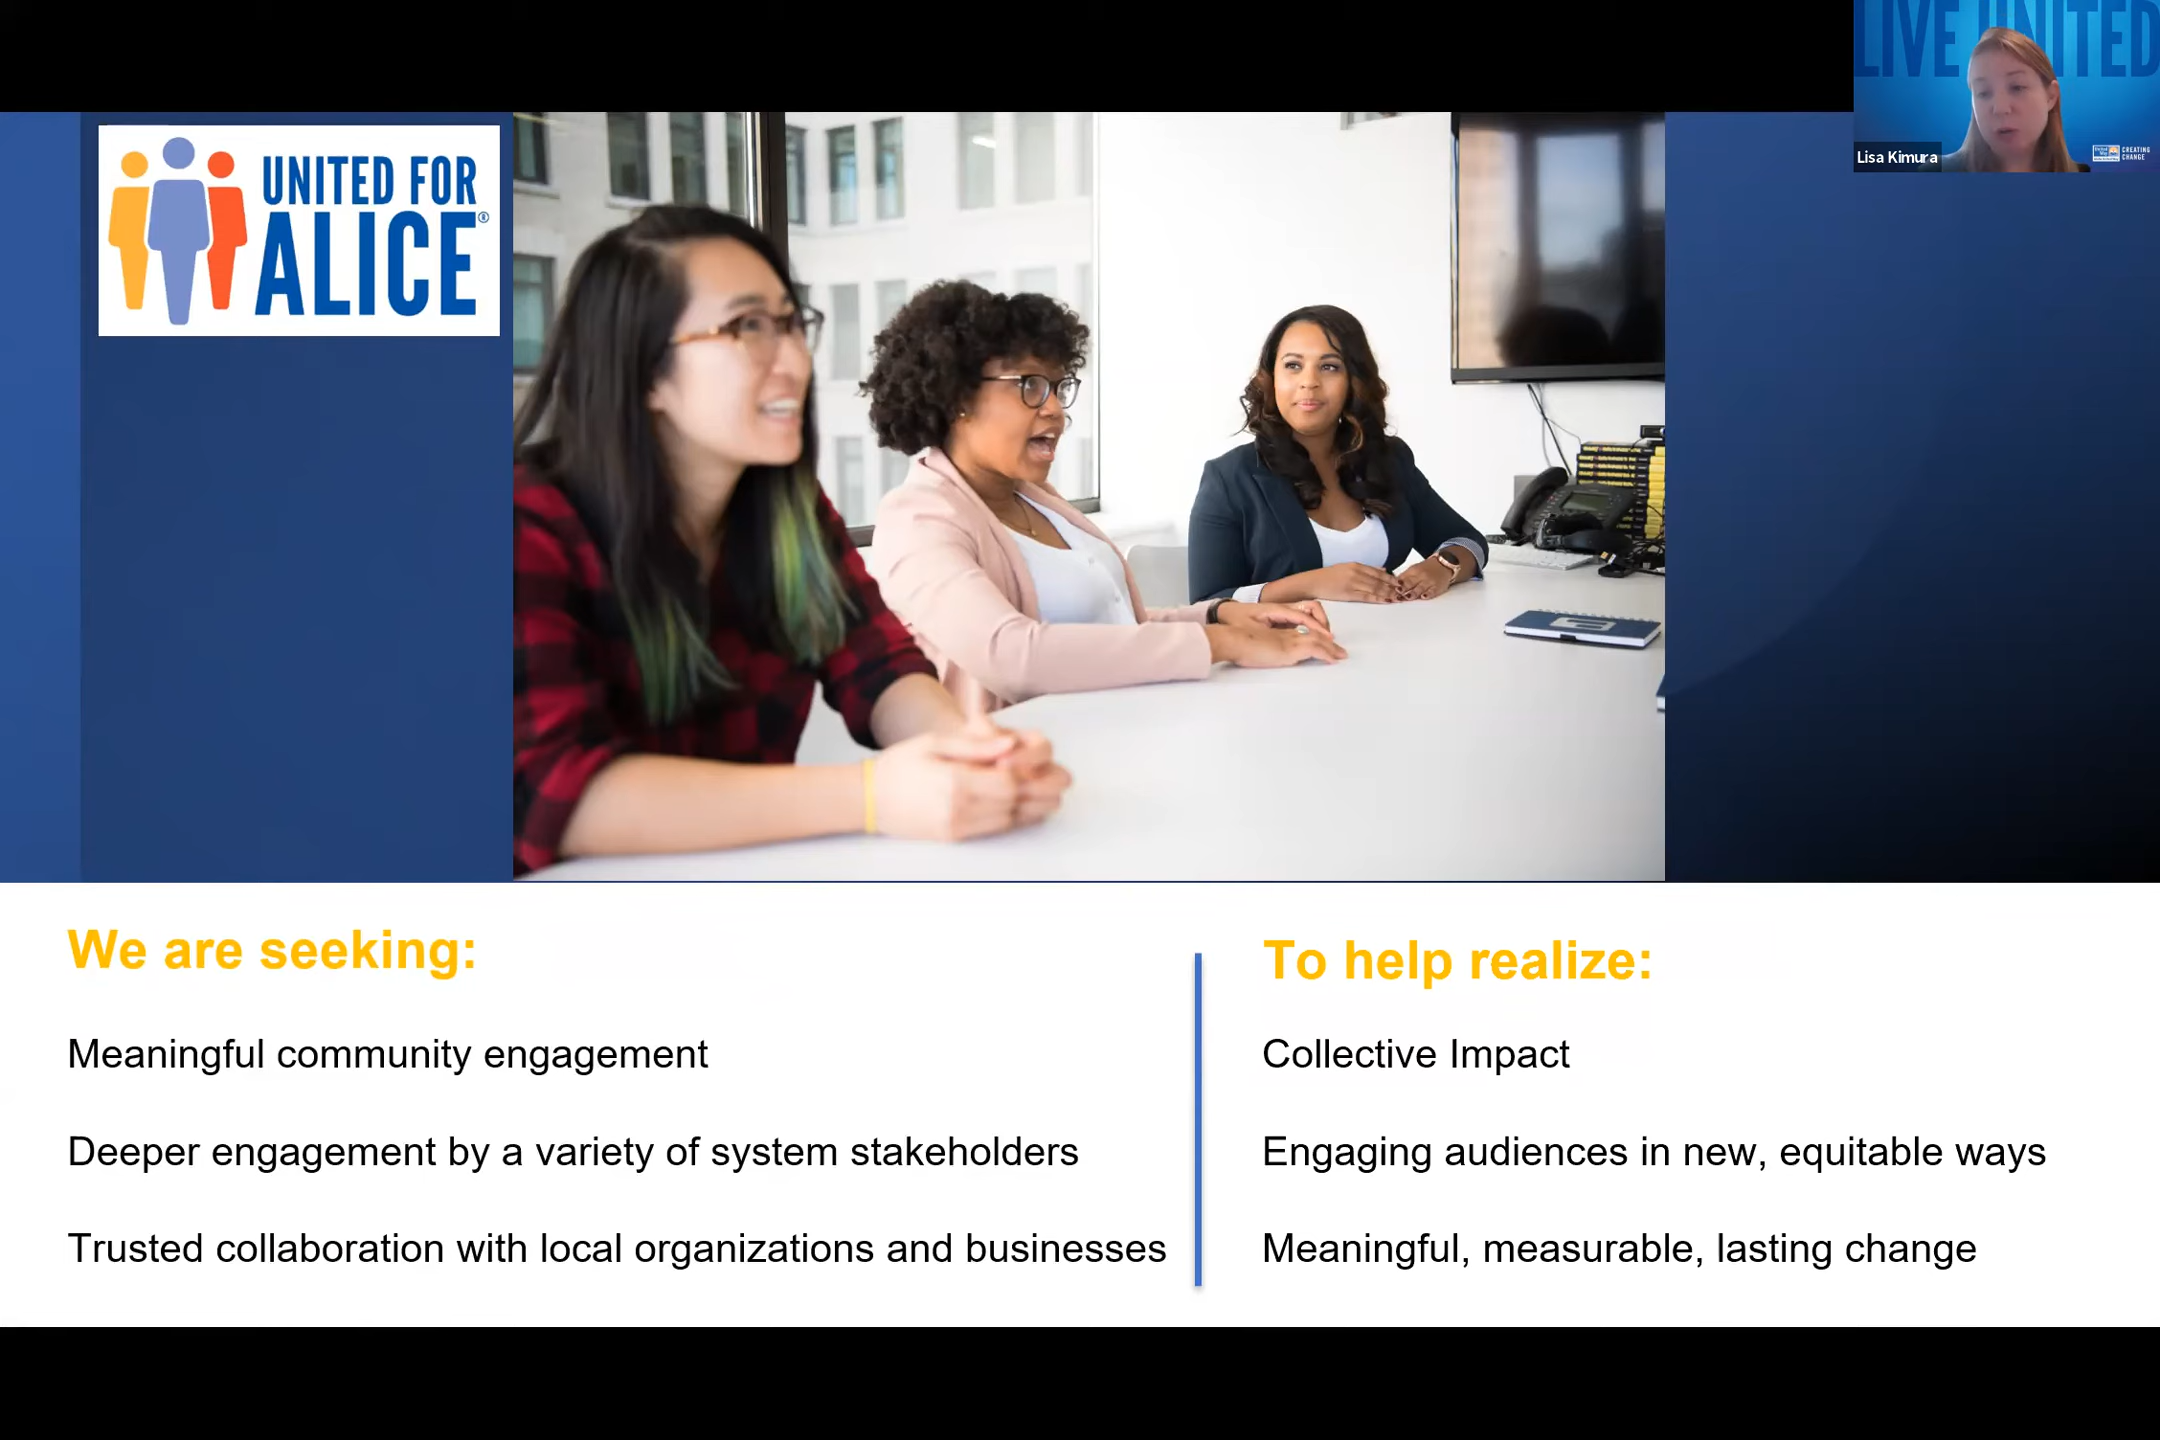 LIVE UNITED
Lisa Kimura
CREATING
CHANGE
UNITED FOR
ALICE®
We are seeking:
Meaningful community engagement
Deeper engagement by a variety of system stakeholders
Trusted collaboration with local organizations and businesses
To help realize:
Collective Impact
Engaging audiences in new, equitable ways
Meaningful, measurable, lasting change